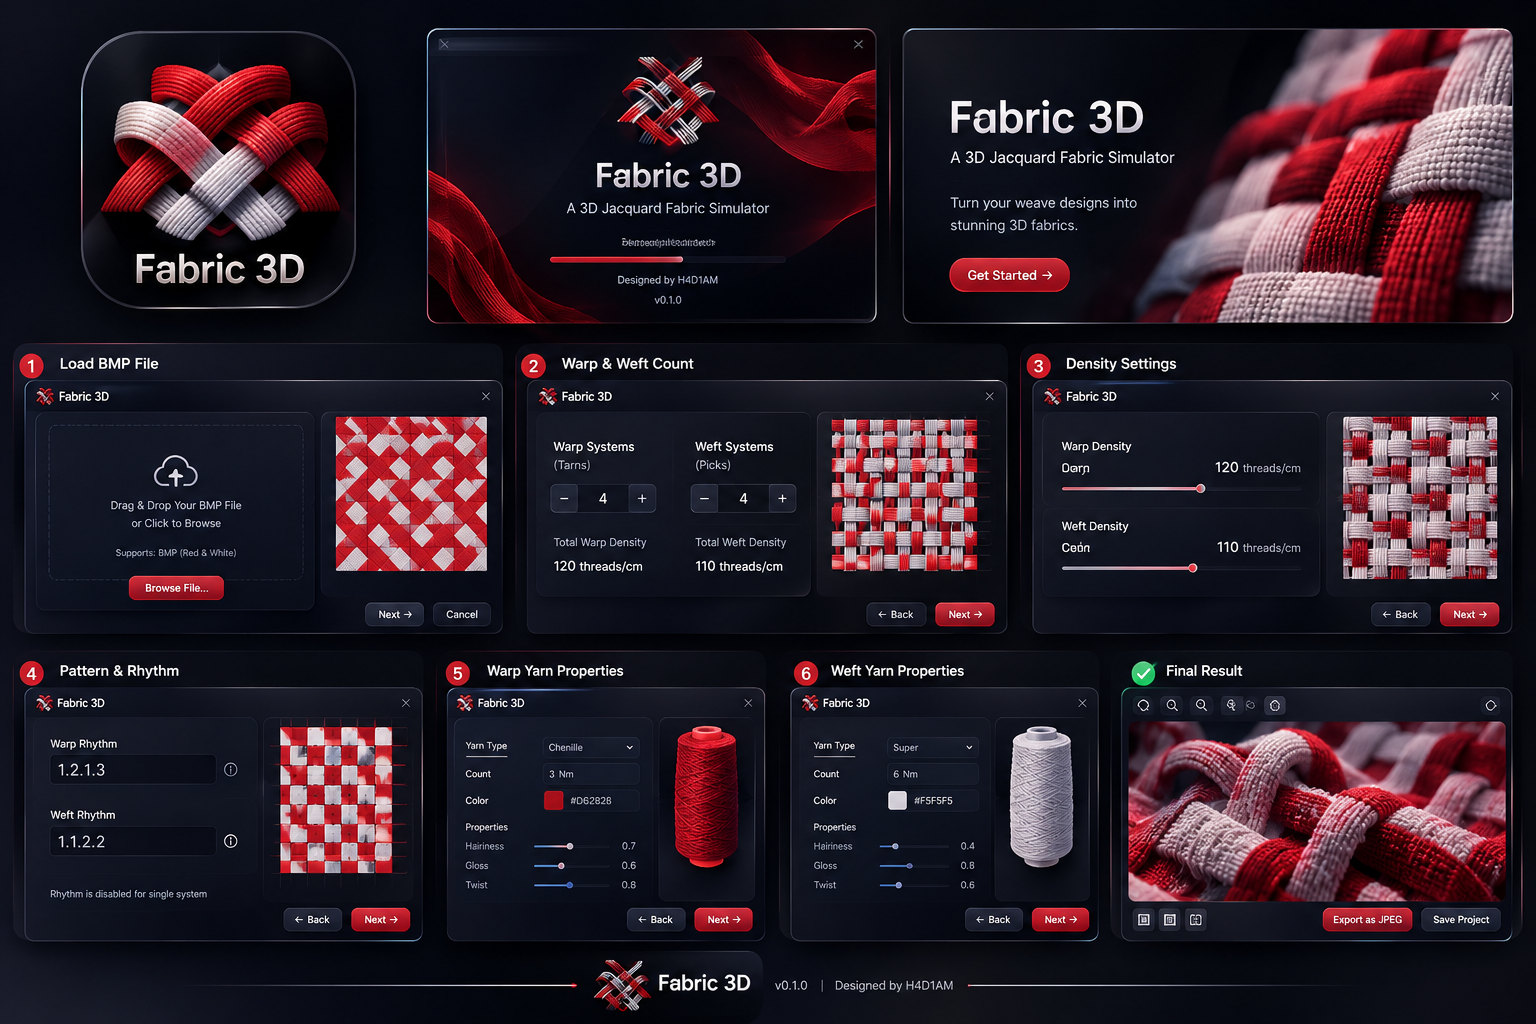 Fabric 3D
Fabric 3D
A 3D Jacquard Fabric Simulator
Designed by H4D1AM
v0.1.0
Fabric 3D
A 3D Jacquard Fabric Simulator
Turn your weave designs into
stunning 3D fabrics.
Get Started →
1 Load BMP File
Fabric 3D
Drag & Drop Your BMP File
or Click to Browse
Supports: BMP (Red & White)
Browse File...
Next → Cancel
2 Warp & Weft Count
Fabric 3D
Warp Systems Weft Systems
(Tarns) (Picks)
− 4 + − 4 +
Total Warp Density Total Weft Density
120 threads/cm 110 threads/cm
← Back Next →
3 Density Settings
Fabric 3D
Warp Density
120 threads/cm
Weft Density
110 threads/cm
← Back Next →
4 Pattern & Rhythm
Fabric 3D
Warp Rhythm
1.2.1.3
Weft Rhythm
1.1.2.2
Rhythm is disabled for single system
← Back Next →
5 Warp Yarn Properties
Fabric 3D
Yarn Type Chenille
Count 3 Nm
Color #D62828
Properties
Hairiness 0.7
Gloss 0.6
Twist 0.8
← Back Next →
6 Weft Yarn Properties
Fabric 3D
Yarn Type Super
Count 6 Nm
Color #F5F5F5
Properties
Hairiness 0.4
Gloss 0.8
Twist 0.6
← Back Next →
Final Result
Export as JPEG Save Project
Fabric 3D v0.1.0 | Designed by H4D1AM